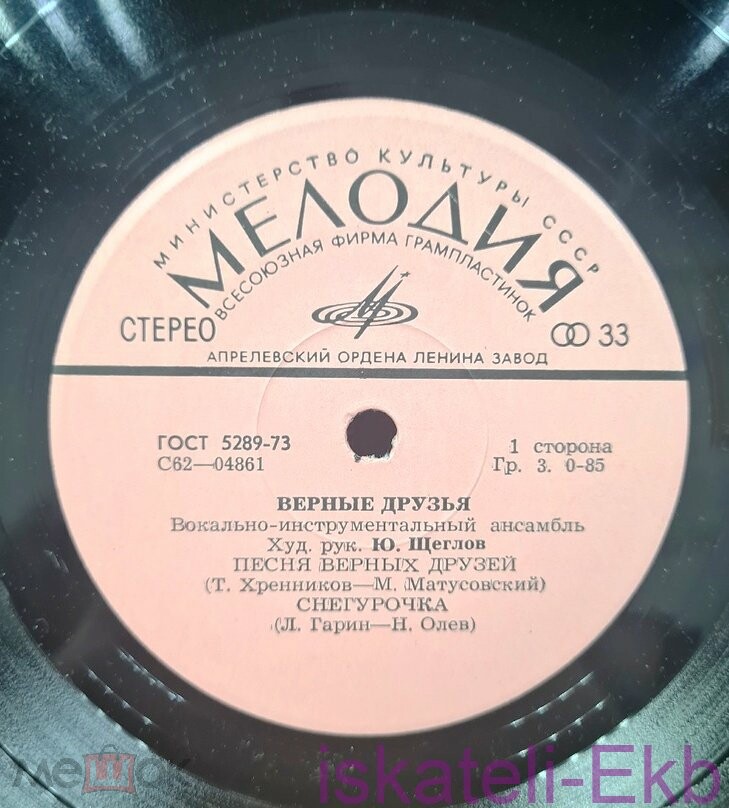 МИНИСТЕРСТВО КУЛЬТУРЫ СССР
МЕЛОДИЯ
ВСЕСОЮЗНАЯ ФИРМА ГРАМПЛАСТИНОК
СТЕРЕО 33
АПРЕЛЕВСКИЙ ОРДЕНА ЛЕНИНА ЗАВОД
ГОСТ 5289-73 1 сторона
С62—04861 Гр. 3. 0-85
ВЕРНЫЕ ДРУЗЬЯ
Вокально-инструментальный ансамбль
Худ. рук. Ю. Щеглов
ПЕСНЯ ВЕРНЫХ ДРУЗЕЙ
(Т. Хренников—М. Матусовский)
СНЕГУРОЧКА
(Л. Гарин—Н. Олев)
Мешок
iskateli-Ekb